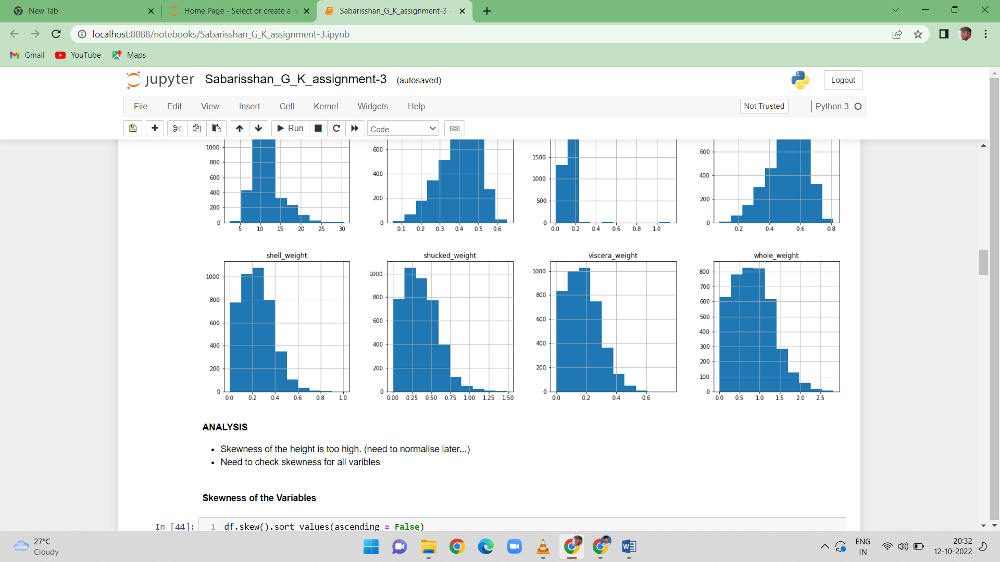 New Tab
Home Page - Select or create a n
Sabarisshan_G_K_assignment-3 -
localhost:8888/notebooks/Sabarisshan_G_K_assignment-3.ipynb
Gmail YouTube Maps
jupyter Sabarisshan_G_K_assignment-3 (autosaved)
Logout
File Edit View Insert Cell Kernel Widgets Help
Not Trusted
Python 3
Run
Code
1000 800 600 400 200 0
5 10 15 20 25 30
600 400 200 0
0.1 0.2 0.3 0.4 0.5 0.6
1500 1000 500 0
0.0 0.2 0.4 0.6 0.8 1.0
600 400 200 0
0.2 0.4 0.6 0.8
shell_weight
1000 800 600 400 200 0
0.0 0.2 0.4 0.6 0.8 1.0
shucked_weight
1000 800 600 400 200 0
0.00 0.25 0.50 0.75 1.00 1.25 1.50
viscera_weight
1000 800 600 400 200 0
0.0 0.2 0.4 0.6
whole_weight
800 700 600 500 400 300 200 100 0
0.0 0.5 1.0 1.5 2.0 2.5
ANALYSIS
• Skewness of the height is too high. (need to normalise later...)
• Need to check skewness for all varibles
Skewness of the Variables
In [44]: 1 df.skew().sort_values(ascending = False)
27°C
Cloudy
ENG
IN
20:32
12-10-2022